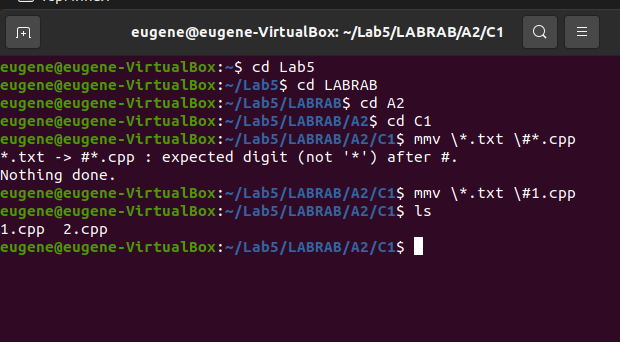 eugene@eugene-VirtualBox: ~/Lab5/LABRAB/A2/C1
eugene@eugene-VirtualBox:~$ cd Lab5
eugene@eugene-VirtualBox:~/Lab5$ cd LABRAB
eugene@eugene-VirtualBox:~/Lab5/LABRAB$ cd A2
eugene@eugene-VirtualBox:~/Lab5/LABRAB/A2$ cd C1
eugene@eugene-VirtualBox:~/Lab5/LABRAB/A2/C1$ mmv \*.txt \#*.cpp
*.txt -> #*.cpp : expected digit (not '*') after #.
Nothing done.
eugene@eugene-VirtualBox:~/Lab5/LABRAB/A2/C1$ mmv \*.txt \#1.cpp
eugene@eugene-VirtualBox:~/Lab5/LABRAB/A2/C1$ ls
1.cpp  2.cpp
eugene@eugene-VirtualBox:~/Lab5/LABRAB/A2/C1$